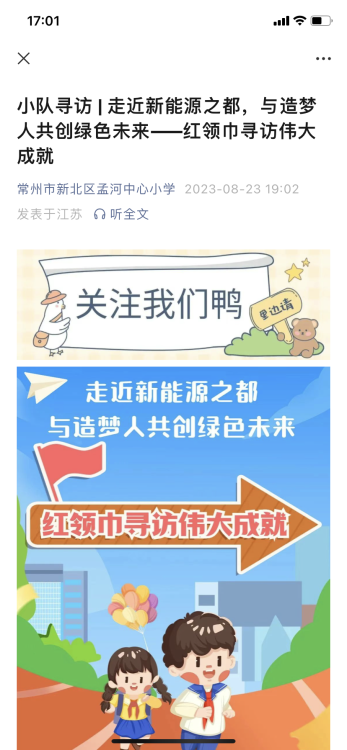 17:01
小队寻访 | 走近新能源之都，与造梦
人共创绿色未来——红领巾寻访伟大
成就
常州市新北区孟河中心小学 2023-08-23 19:02
发表于江苏 听全文
关注我们鸭
里边请
走近新能源之都
与造梦人共创绿色未来
红领巾寻访伟大成就